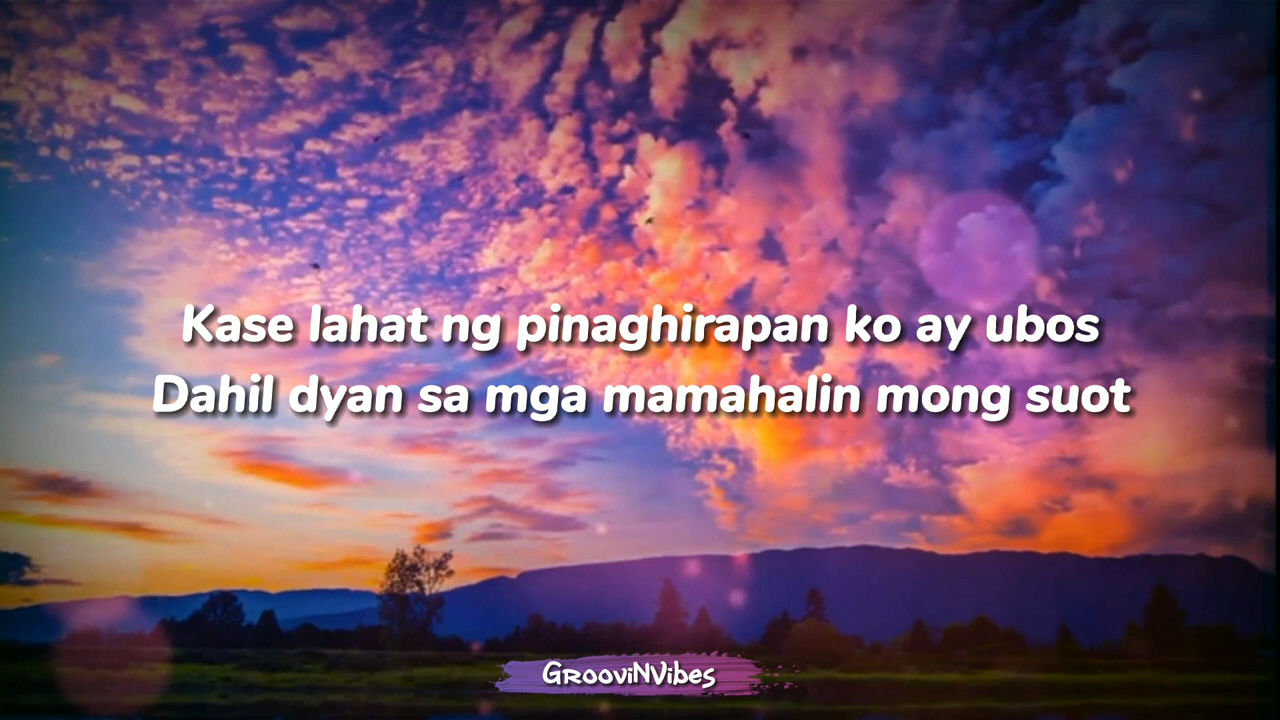 Kase lahat ng pinaghirapan ko ay ubos
Dahil dyan sa mga mamahalin mong suot
GrooviNVibes